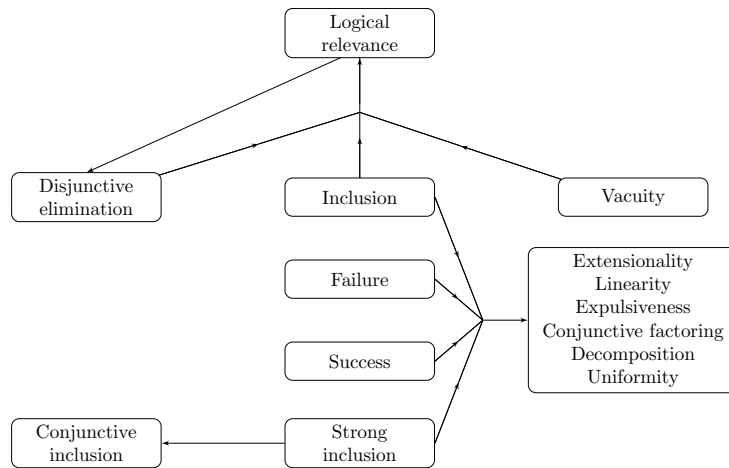 Logical
relevance
Disjunctive
elimination
Inclusion
Vacuity
Failure
Success
Extensionality
Linearity
Expulsiveness
Conjunctive factoring
Decomposition
Uniformity
Conjunctive
inclusion
Strong
inclusion